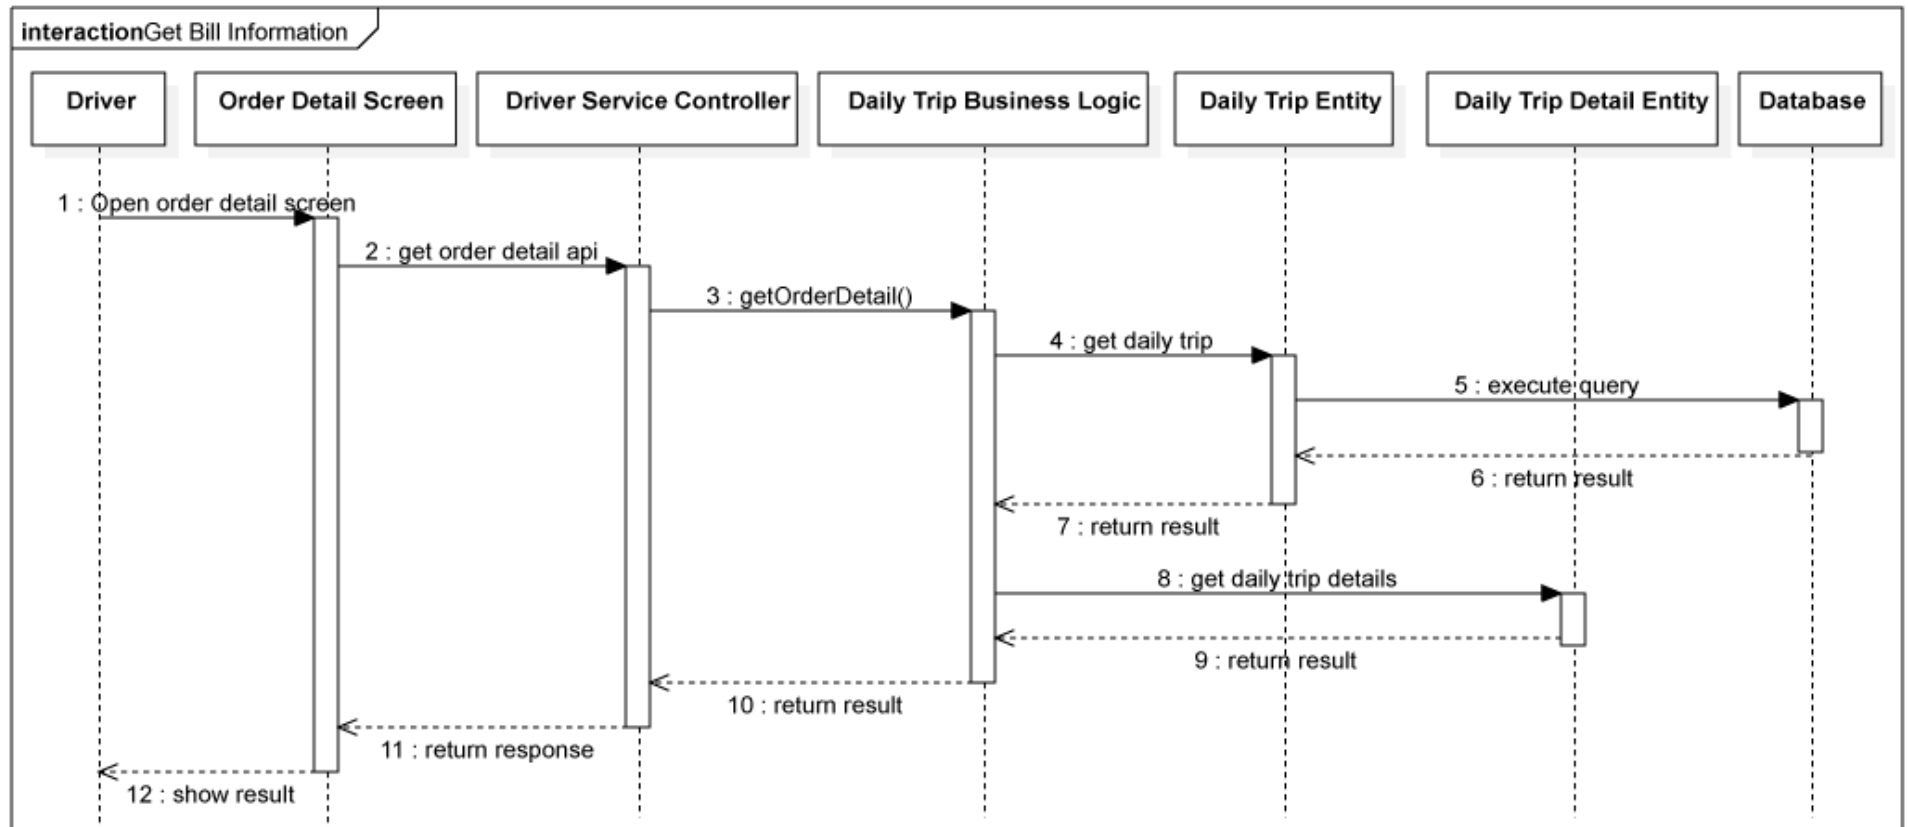 interactionGet Bill Information
Driver
Order Detail Screen
Driver Service Controller
Daily Trip Business Logic
Daily Trip Entity
Daily Trip Detail Entity
Database
1 : Open order detail screen
2 : get order detail api
3 : getOrderDetail()
4 : get daily trip
5 : execute query
6 : return result
7 : return result
8 : get daily trip details
9 : return result
10 : return result
11 : return response
12 : show result